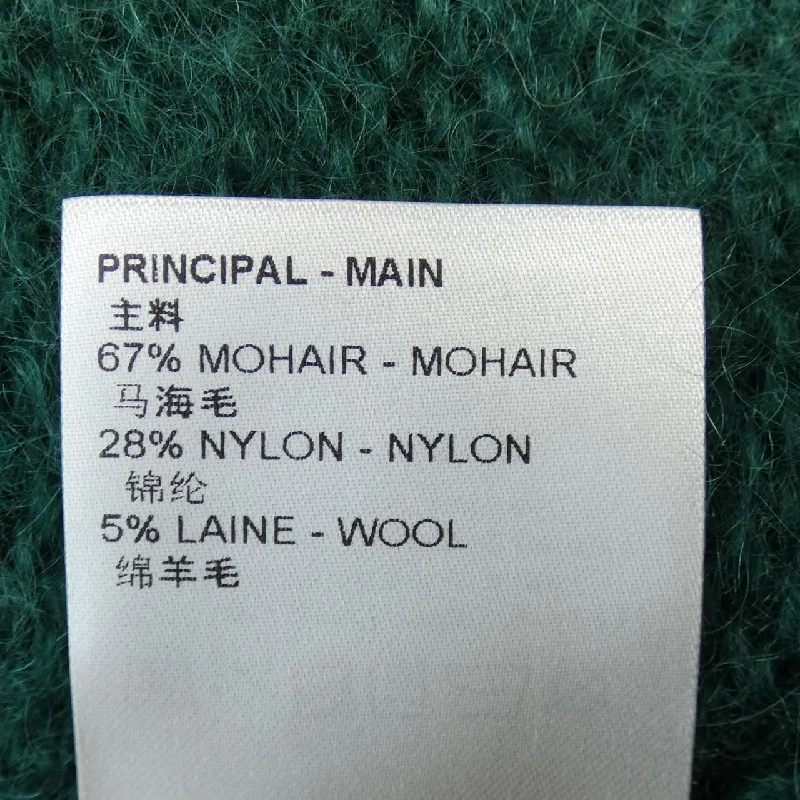 PRINCIPAL - MAIN
主料
67% MOHAIR - MOHAIR
马海毛
28% NYLON - NYLON
锦纶
5% LAINE - WOOL
绵羊毛